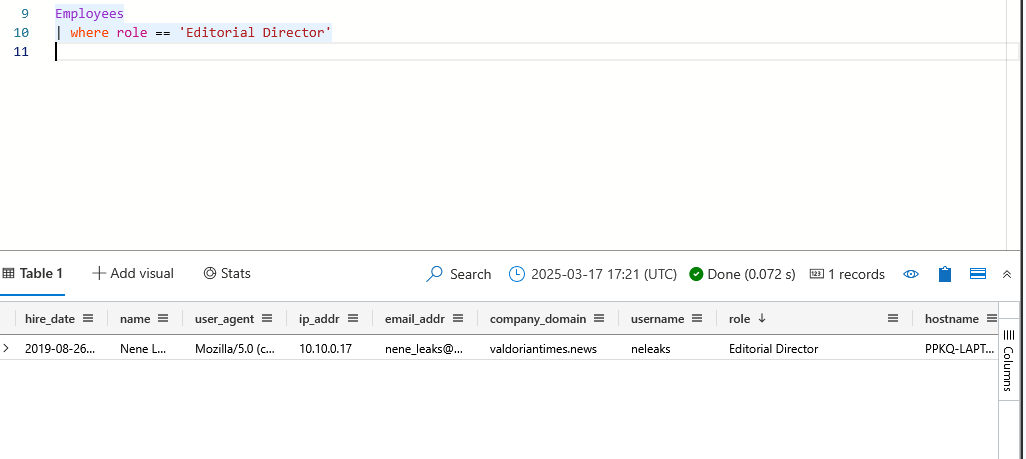 9 Employees
10 | where role == 'Editorial Director'
11
Table 1 Add visual Stats Search 2025-03-17 17:21 (UTC) Done (0.072 s) 123 1 records
hire_date name user_agent ip_addr email_addr company_domain username role hostname
2019-08-26... Nene L... Mozilla/5.0 (c... 10.10.0.17 nene_leaks@... valdoriantimes.news neleaks Editorial Director PPKQ-LAPT...
Columns